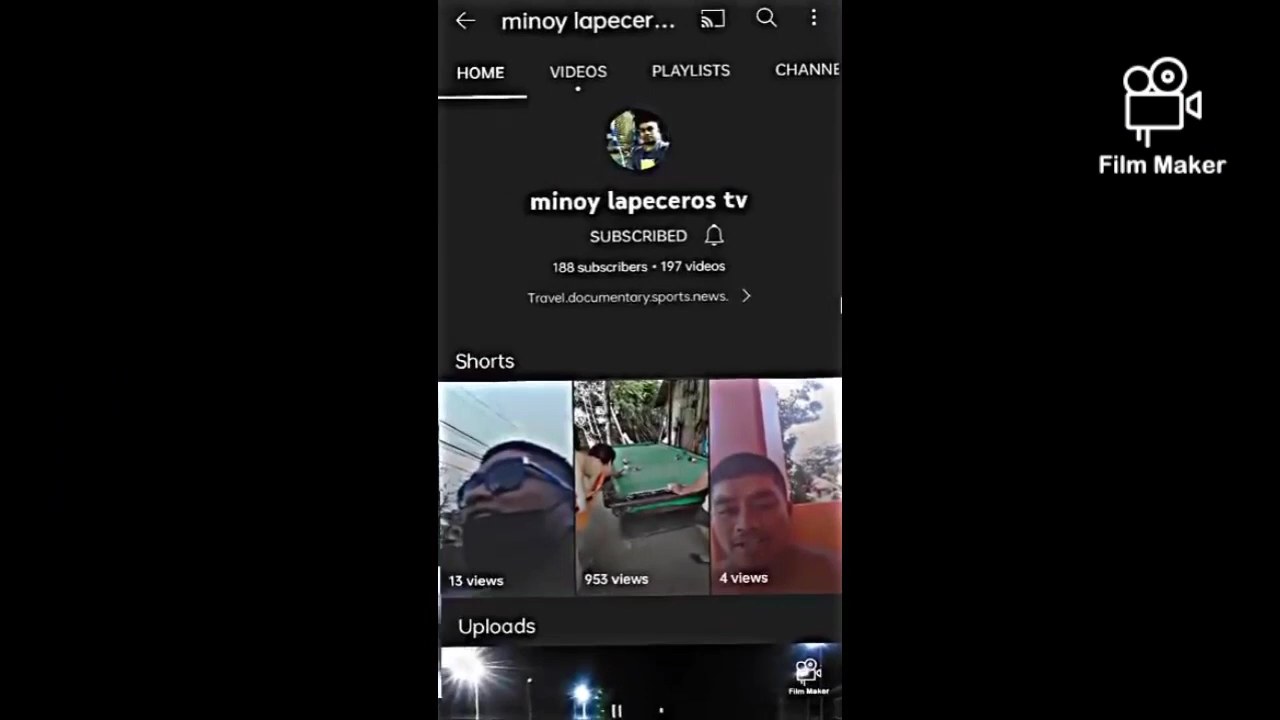 minoy lapecer...
HOME VIDEOS PLAYLISTS CHANNE
Film Maker
minoy lapeceros tv
SUBSCRIBED
188 subscribers • 197 videos
Travel.documentary.sports.news.
Shorts
13 views 953 views 4 views
Uploads
Film Maker